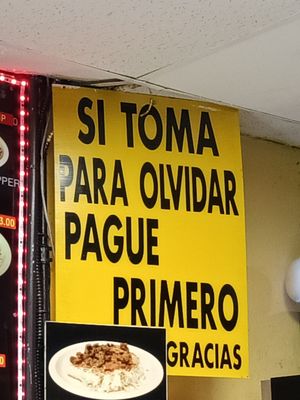 SI TOMA
PARA OLVIDAR
PAGUE
PRIMERO
GRACIAS